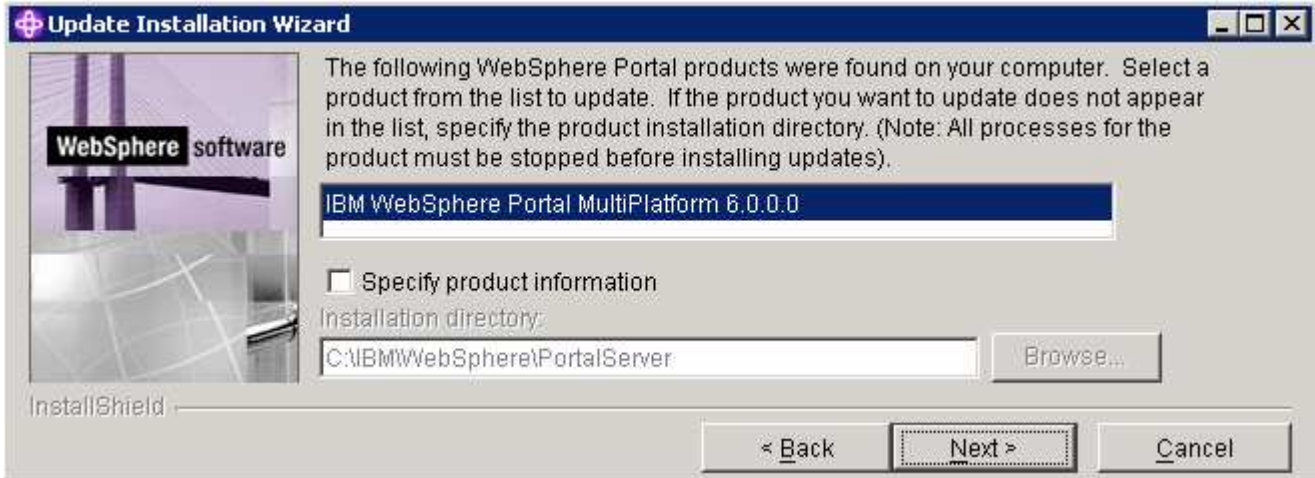 Update Installation Wizard
The following WebSphere Portal products were found on your computer. Select a
product from the list to update. If the product you want to update does not appear
in the list, specify the product installation directory. (Note: All processes for the
product must be stopped before installing updates).
WebSphere software
IBM WebSphere Portal MultiPlatform 6.0.0.0
Specify product information
Installation directory:
C:\IBM\WebSphere\PortalServer
Browse...
InstallShield
< Back
Next >
Cancel